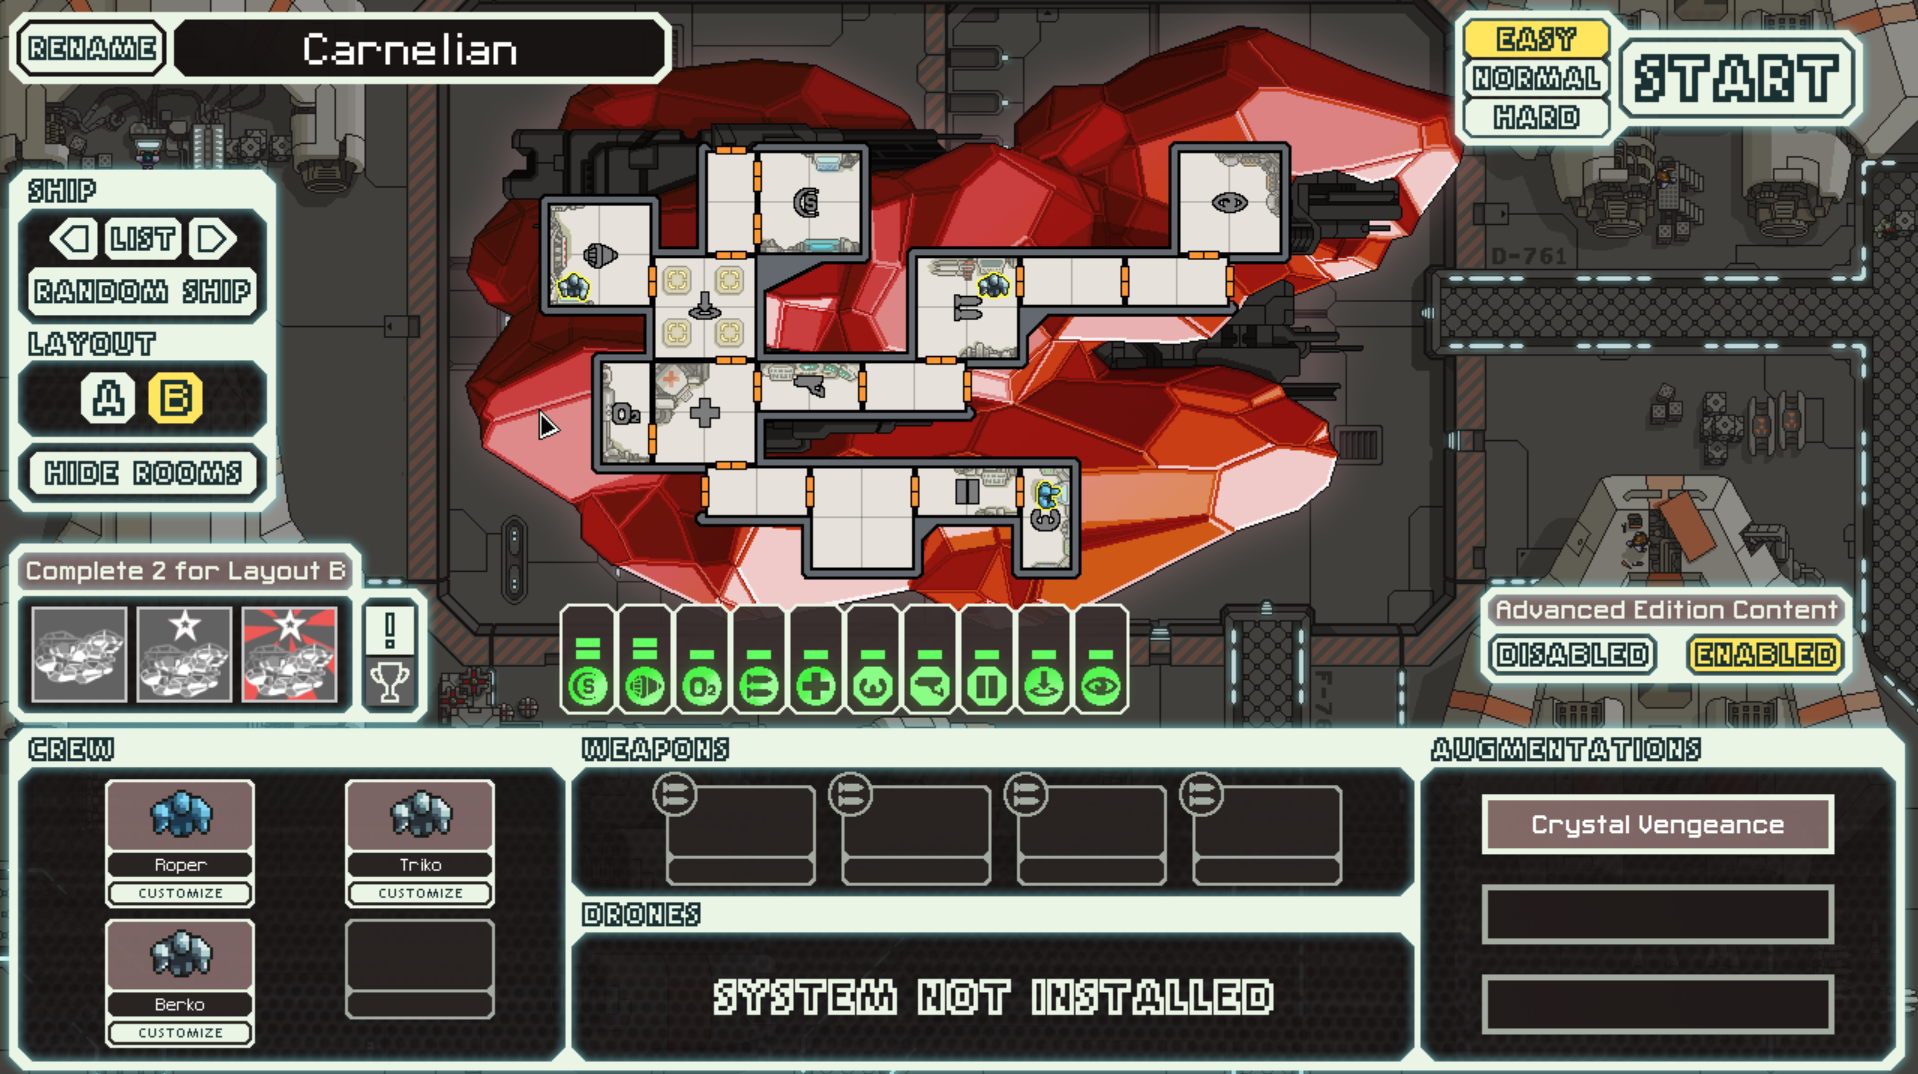 RENAME
Carnelian
EASY
NORMAL
HARD
START
SHIP
LIST
RANDOM SHIP
LAYOUT
A B
HIDE ROOMS
D-761
S
O2
Complete 2 for Layout B
!
S
O2
Advanced Edition Content
DISABLED ENABLED
CREW
Roper
CUSTOMIZE
Triko
CUSTOMIZE
Berko
CUSTOMIZE
WEAPONS
DRONES
SYSTEM NOT INSTALLED
AUGMENTATIONS
Crystal Vengeance